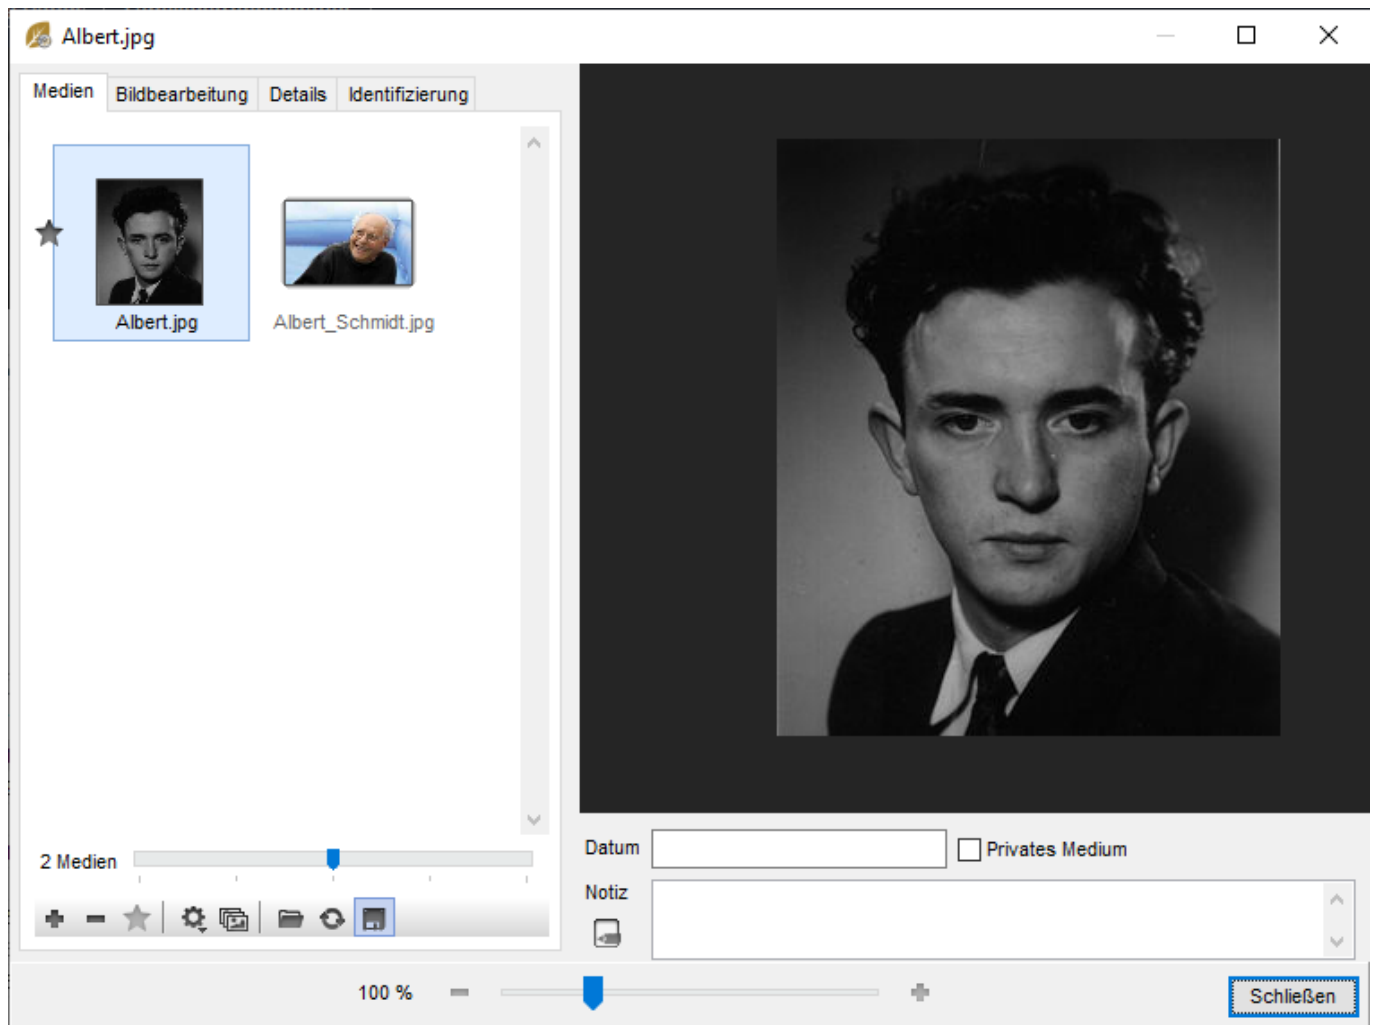 Albert.jpg
Medien Bildbearbeitung Details Identifizierung
Albert.jpg Albert_Schmidt.jpg
2 Medien
Datum Privates Medium
Notiz
100 %
Schließen